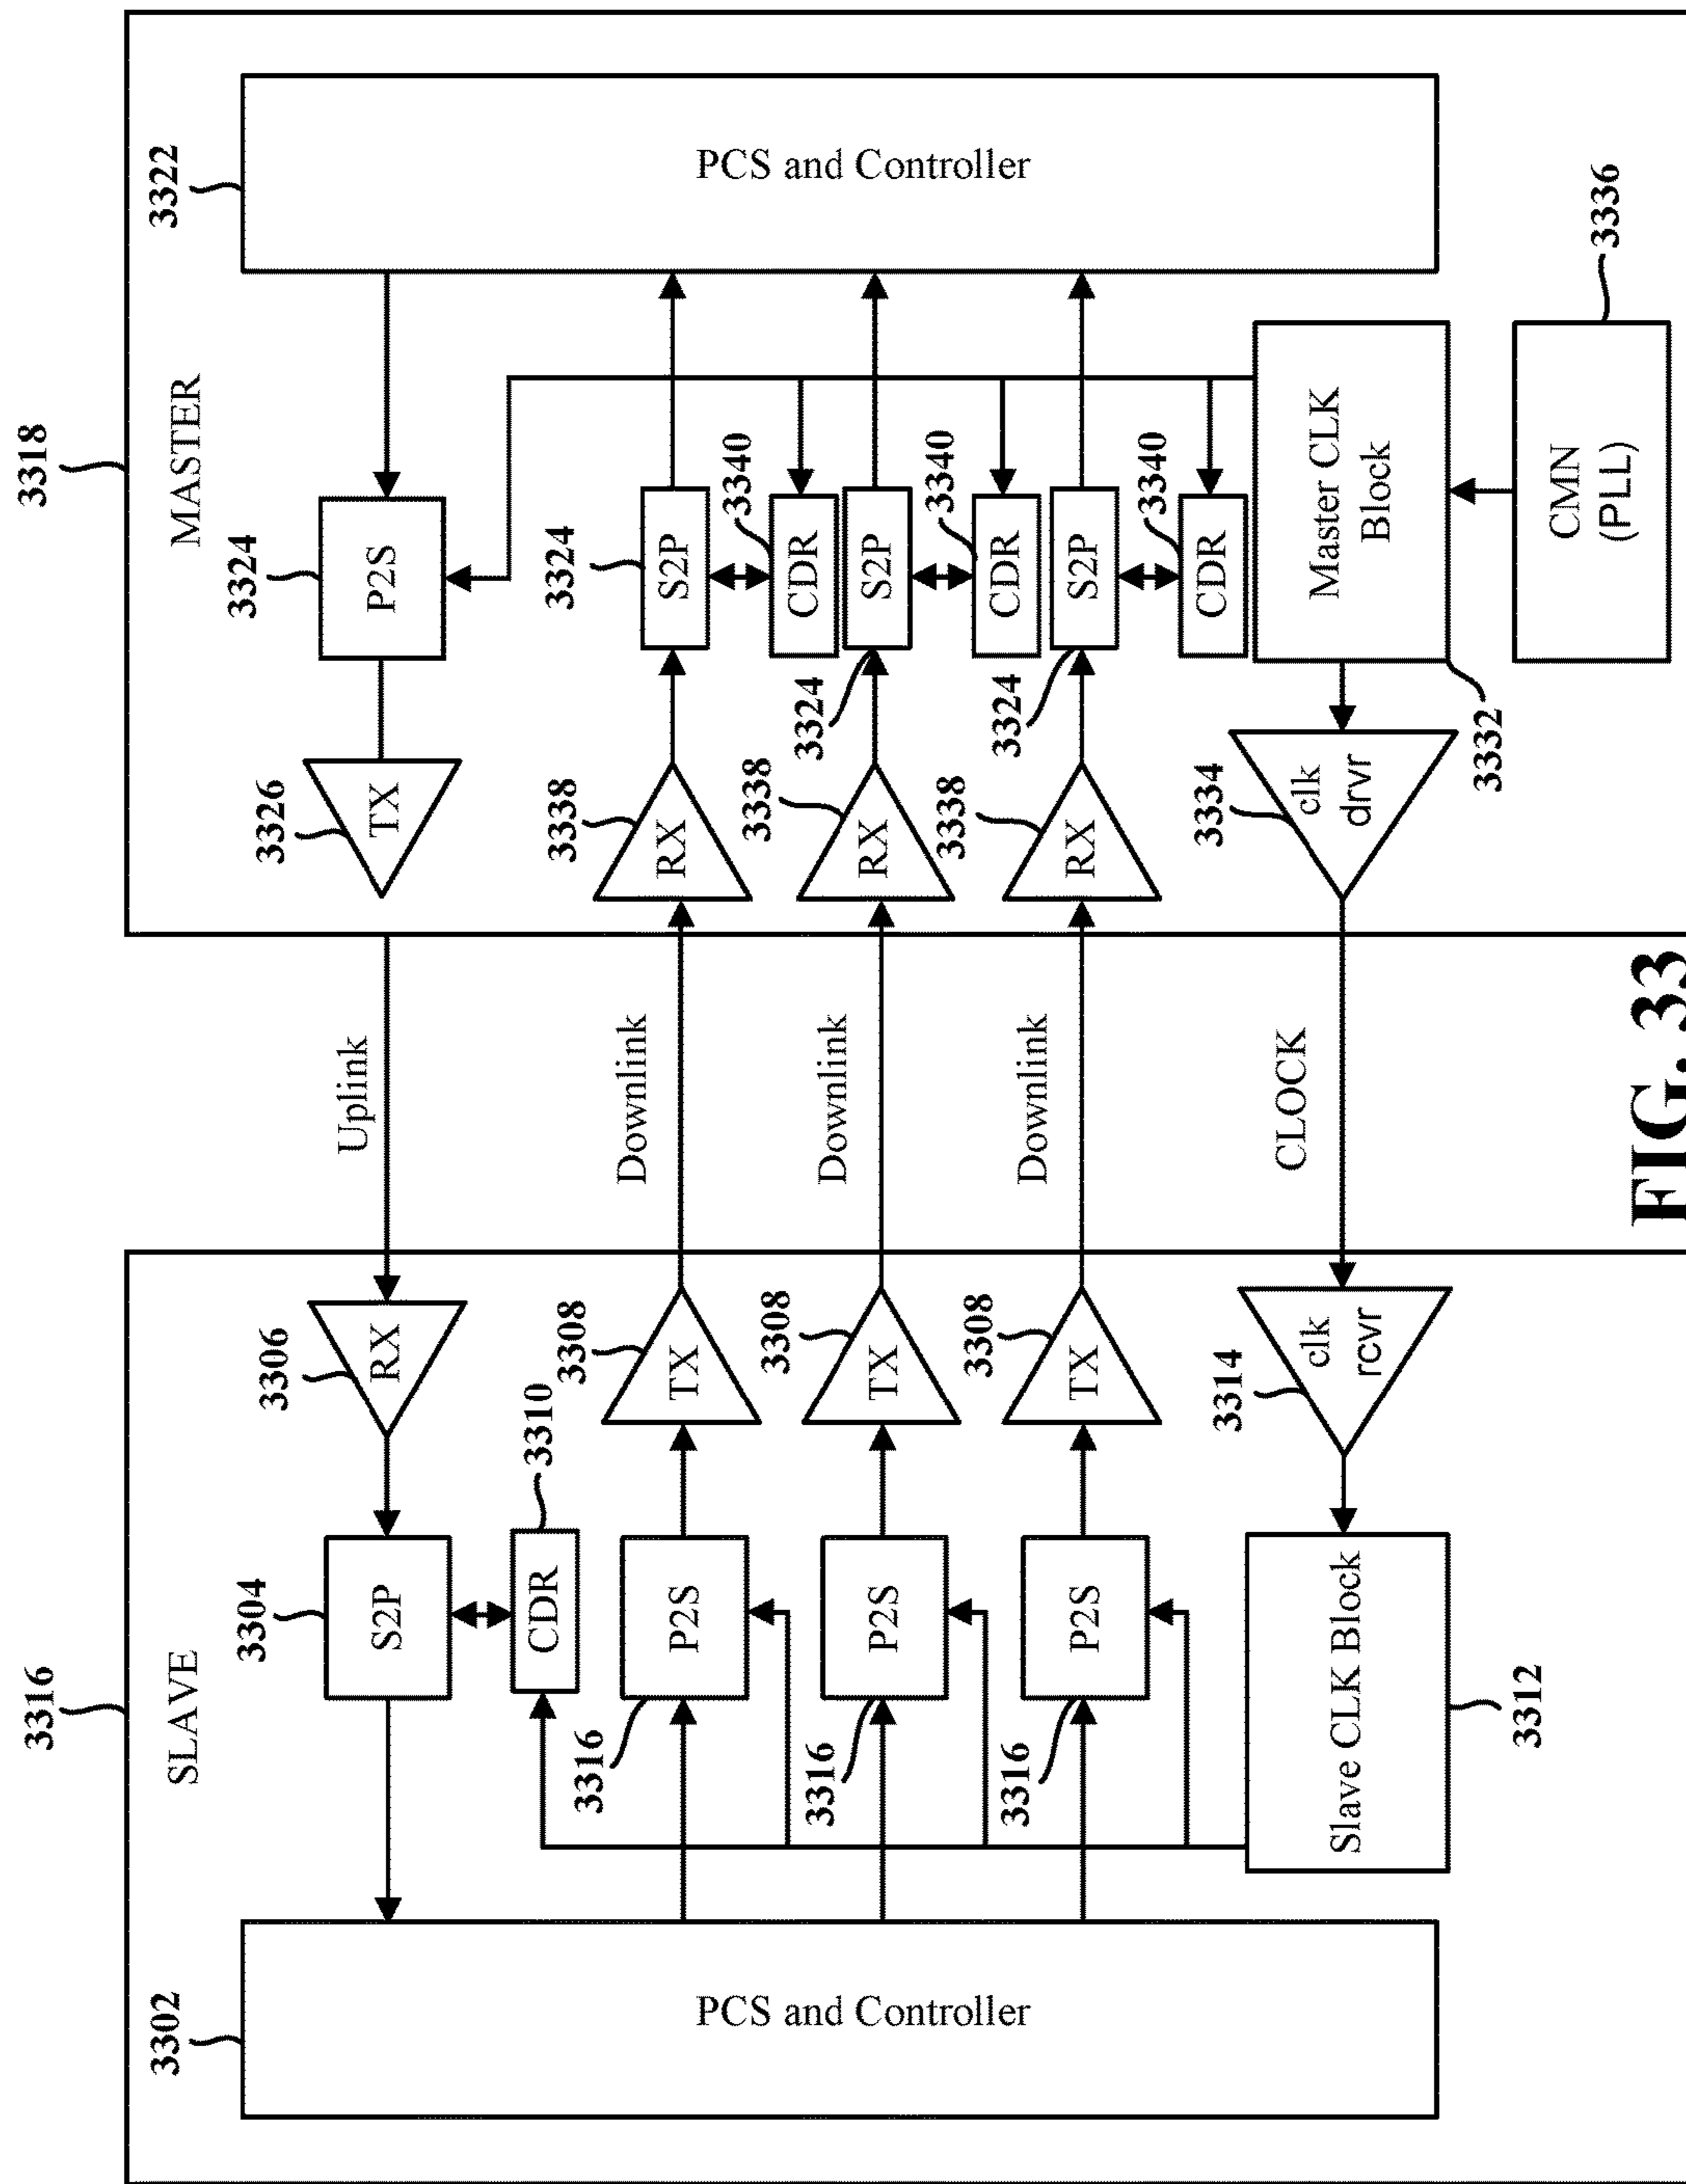 3318
MASTER
3322
PCS and Controller
3324
P2S
3326
TX
3324
S2P
3340
CDR
3338
RX
3324
S2P
3340
CDR
3338
RX
3324
S2P
3340
CDR
3338
RX
Master CLK
Block
3332
3334
clk
drvr
CMN
(PLL)
3336
Uplink
Downlink
Downlink
Downlink
CLOCK
3316
SLAVE
3306
RX
3304
S2P
3310
CDR
3308
TX
3316
P2S
3308
TX
3316
P2S
3308
TX
3316
P2S
3314
clk
rcvr
Slave CLK Block
3312
3302
PCS and Controller
FIG. 33